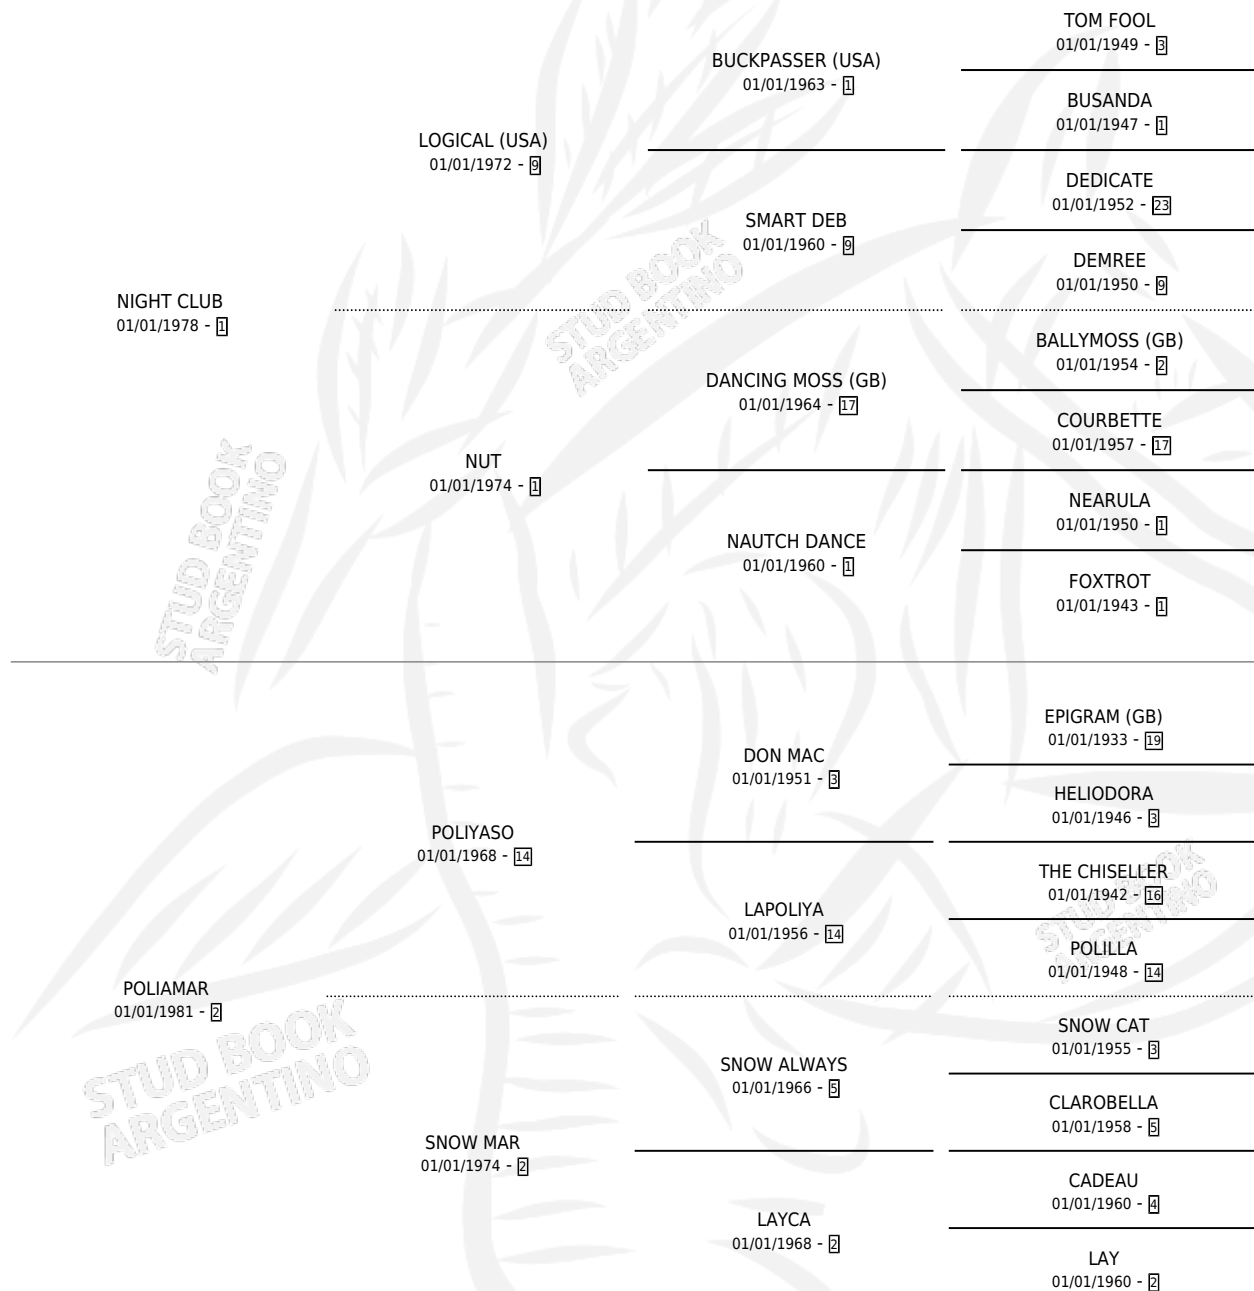 TOM FOOL
01/01/1949 - 3
BUCKPASSER (USA)
01/01/1963 - 1
BUSANDA
01/01/1947 - 1
LOGICAL (USA)
01/01/1972 - 9
DEDICATE
01/01/1952 - 23
SMART DEB
01/01/1960 - 9
DEMREE
01/01/1950 - 9
NIGHT CLUB
01/01/1978 - 1
STUD BOOK
ARGENTINO
BALLYMOSS (GB)
01/01/1954 - 2
DANCING MOSS (GB)
01/01/1964 - 17
COURBETTE
01/01/1957 - 17
NUT
01/01/1974 - 1
NEARULA
01/01/1950 - 1
NAUTCH DANCE
01/01/1960 - 1
FOXTROT
01/01/1943 - 1
STUD BOOK
ARGENTINO
EPIGRAM (GB)
01/01/1933 - 19
DON MAC
01/01/1951 - 3
HELIODORA
01/01/1946 - 3
POLIYASO
01/01/1968 - 14
THE CHISELLER
01/01/1942 - 16
LAPOLIYA
01/01/1956 - 14
POLILLA
01/01/1948 - 14
STUD BOOK
ARGENTINO
POLIAMAR
01/01/1981 - 2
SNOW CAT
01/01/1955 - 3
SNOW ALWAYS
01/01/1966 - 5
CLAROBELLA
01/01/1958 - 5
STUD BOOK
ARGENTINO
SNOW MAR
01/01/1974 - 2
CADEAU
01/01/1960 - 4
LAYCA
01/01/1968 - 2
LAY
01/01/1960 - 2